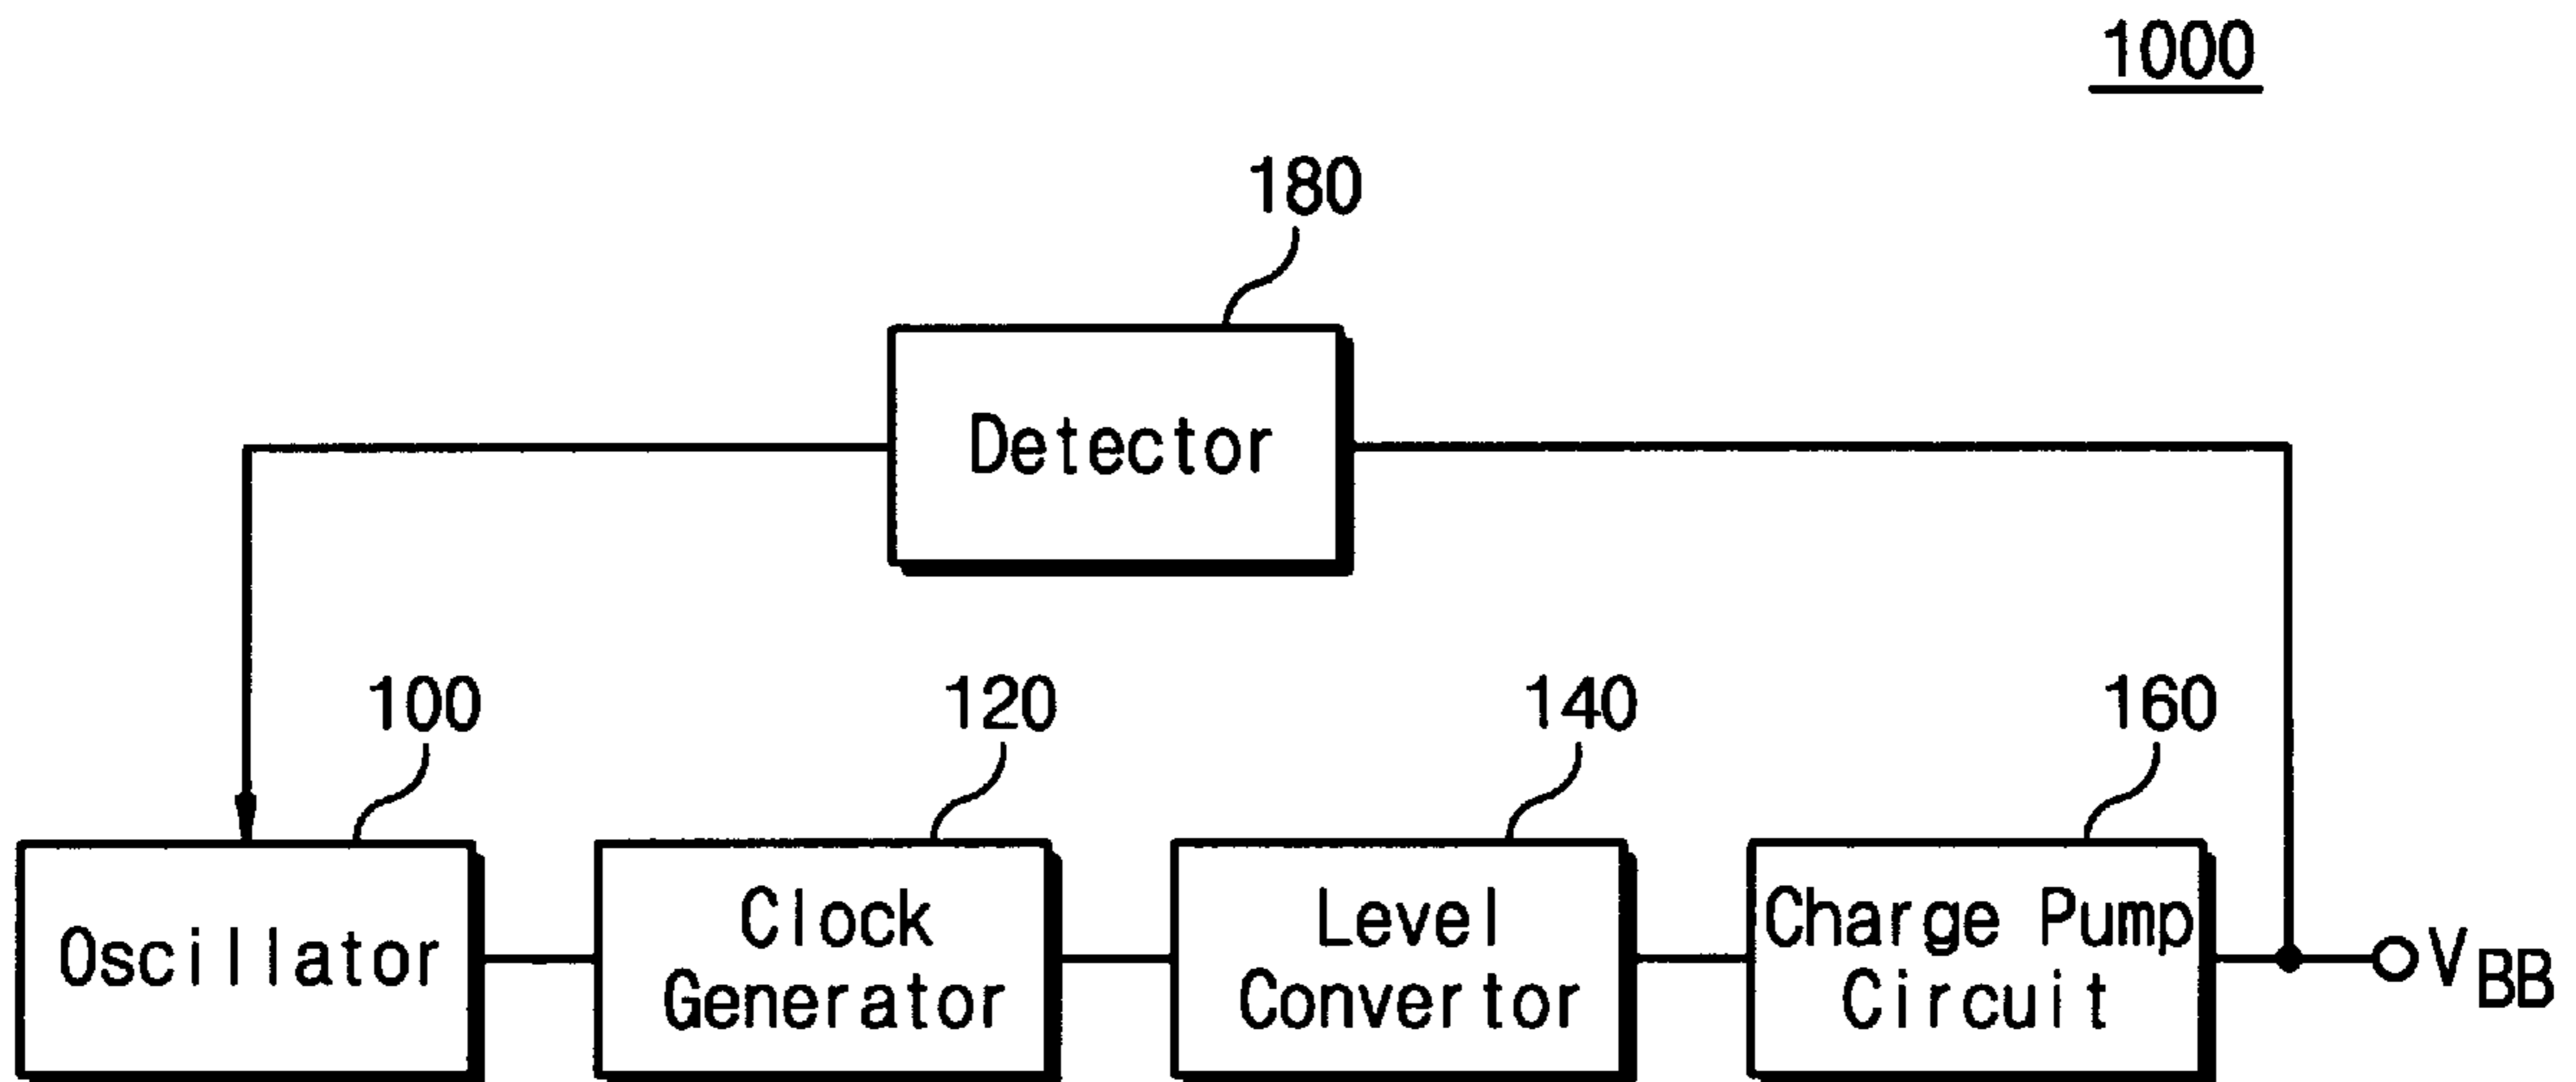 1000
180
Detector
100
120
140
160
Oscillator
Clock
Generator
Level
Convertor
Charge Pump
Circuit
VBB